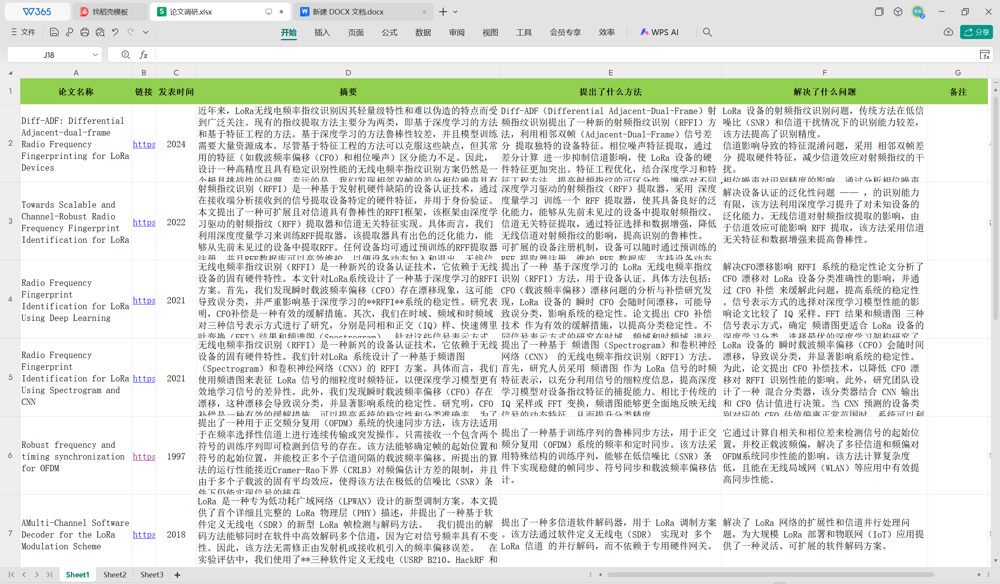 W365
找稻壳模板
论文调研.xlsx
新建 DOCX 文档.docx
文件
开始
插入
页面
公式
数据
审阅
视图
工具
会员专享
效率
WPS AI
分享
J18
fx
A
B
C
D
E
F
G
1
论文名称
链接
发表时间
摘要
提出了什么方法
解决了什么问题
备注
2
Diff-ADF: Differential
Adjacent-dual-frame
Radio Frequency
Fingerprinting for LoRa
Devices
https
2024
近年来，LoRa无线电频率指纹识别因其轻量级特性和难以伪造的特点而受
到广泛关注。现有的指纹提取方法主要分为两类，即基于深度学习的方法
和基于特征工程的方法。基于深度学习的方法鲁棒性较差，并且模型训练
需要大量资源成本。尽管基于特征工程的方法可以克服这些缺点，但其常
用的特征（如载波频率偏移（CFO）和相位噪声）区分能力不足。因此，
设计一种高精度且具有稳定识别性能的无线电频率指纹识别方案仍然是一
个极具挑战性的问题。幸运的是，我们发现相邻双帧的差分相位噪声具有
Diff-ADF（Differential Adjacent-Dual-Frame）射
频指纹识别提出了一种新的射频指纹识别（RFFI）方
法，利用相邻双帧（Adjacent-Dual-Frame）信号差
分 提取独特的设备特征。相位噪声特征提取，通过
差分计算 进一步抑制信道影响，使 LoRa 设备的硬
件特征更加突出。特征工程优化，结合深度学习和特
征工程方法，提高射频指纹的可区分性，增强对不同
LoRa 设备的射频指纹识别问题，传统方法在低信
噪比（SNR）和信道干扰情况下的识别能力较差，
该方法提高了识别精度。
信道影响导致的特征混淆问题，采用 相邻双帧差
分 提取硬件特征，减少信道效应对射频指纹的干
扰。
相位噪声对识别精度的影响，通过分析相位噪声
3
Towards Scalable and
Channel-Robust Radio
Frequency Fingerprint
Identification for LoRa
https
2022
射频指纹识别（RFFI）是一种基于发射机硬件缺陷的设备认证技术，通过
在接收端分析接收到的信号提取设备特定的硬件特征，并用于身份验证。
本文提出了一种可扩展且对信道具有鲁棒性的RFFI框架，该框架由深度学
习驱动的射频指纹（RFF）提取器和信道无关特征实现。具体而言，我们
利用深度度量学习来训练RFF提取器，该提取器具有出色的泛化能力，能
够从先前未见过的设备中提取RFF。任何设备均可通过预训练的RFF提取器
注册，并且RFF数据库可以高效维护，以便设备动态加入和退出。无线信
深度学习驱动的射频指纹（RFF）提取器，采用 深度
度量学习 训练一个 RFF 提取器，使其具备良好的泛
化能力，能够从先前未见过的设备中提取射频指纹。
信道无关特征提取，通过特征选择和数据增强，降低
无线信道对射频指纹的影响，提高识别的鲁棒性。
可扩展的设备注册机制，设备可以随时通过预训练的
RFF 提取器注册，维护 RFF 数据库，支持设备动态
解决设备认证的泛化性问题 —— ，的识别能力
有限，该方法利用深度学习提升了对未知设备的
泛化能力。无线信道对射频指纹提取的影响，由
于信道效应可能影响 RFF 提取，该方法采用信道
无关特征和数据增强来提高鲁棒性。
4
Radio Frequency
Fingerprint
Identification for LoRa
Using Deep Learning
https
2021
无线电频率指纹识别（RFFI）是一种新兴的设备认证技术，它依赖于无线
设备的固有硬件特性。本文针对LoRa系统设计了一种基于深度学习的RFFI
方案。首先，我们发现瞬时载波频率偏移（CFO）存在漂移现象，这可能
导致误分类，并严重影响基于深度学习的**RFFI**系统的稳定性。研究表
明，CFO补偿是一种有效的缓解措施。其次，我们在时域、频域和时频域
对三种信号表示方式进行了研究，分别是同相和正交（IQ）样、快速傅里
叶变换（FFT）结果和频谱图（Spectrogram）。针对这些信号表示方式，
提出了一种 基于深度学习的 LoRa 无线电频率指纹
识别（RFFI）方法，用于设备认证。具体方法包括：
CFO（载波频率偏移）漂移问题的分析与补偿研究发
现，LoRa 设备的 瞬时 CFO 会随时间漂移，可能导
致误分类，影响系统的稳定性。论文提出 CFO 补偿
技术 作为有效的缓解措施，以提高分类稳定性。不
同信号表示方式的研究在时域、频域和时频域 进行
解决CFO漂移影响 RFFI 系统的稳定性论文分析了
CFO 漂移对 LoRa 设备分类准确性的影响，并通
过 CFO 补偿 来缓解此问题，提高系统的稳定性
。信号表示方式的选择对深度学习模型性能的影
响论文比较了 IQ 采样、FFT 结果和频谱图 三种
信号表示方式，确定 频谱图更适合 LoRa 设备的
深度学习分类。选择最优的深度学习架构研究了
5
Radio Frequency
Fingerprint
Identification for LoRa
Using Spectrogram and
CNN
https
2021
无线电频率指纹识别（RFFI）是一种新兴的设备认证技术，它依赖于无线
设备的固有硬件特性。我们针对LoRa 系统设计了一种基于频谱图
（Spectrogram）和卷积神经网络（CNN）的 RFFI 方案。具体而言，我们
使用频谱图来表征 LoRa 信号的细粒度时频特征，以便深度学习模型更有
效地学习信号的差异性。此外，我们发现瞬时载波频率偏移（CFO）存在
漂移，这种漂移会导致误分类，并显著影响系统的稳定性。研究明，CFO
补偿是一种有效的缓解措施，可以提高系统的稳定性和分类准确率。为了
提出了一种基于 频谱图（Spectrogram）和卷积神经
网络（CNN） 的无线电频率指纹识别（RFFI）方法。
首先，研究人员采用 频谱图 作为 LoRa 信号的时频
特征表示，以充分利用信号的细粒度信息，提高深度
学习模型对设备指纹特征的捕捉能力。相比于传统的
IQ 采样或 FFT 变换，频谱图能够更全面地反映无线
信号的动态特征，从而提升分类精度。
LoRa 设备的 瞬时载波频率偏移（CFO）会随时间
漂移，导致误分类，并显著影响系统的稳定性。
为此，论文提出 CFO 补偿技术，以降低 CFO 漂
移对 RFFI 识别性能的影响。此外，研究团队设
计了一种 混合分类器，该分类器结合 CNN 输出
和 CFO 估计值进行决策。当 CNN 预测的设备类
别对应的 CFO 估值偏离正常范围时，系统可以利
6
Robust frequency and
timing synchronization
for OFDM
https
1997
提出了一种用于正交频分复用（OFDM）系统的快速同步方法，该方法适用
于在频率选择性信道上进行连续传输或突发操作。只需接收一个包含两个
符号的训练序列即可检测到信号的存在。该方法能够确定帧的起始位置和
符号的起始位置，并能校正多个子信道间隔的载波频率偏移。所提出的算
法的运行性能接近Cramer-Rao下界（CRLB）对频偏估计方差的限制，并且
由于多个子载波的固有平均效应，使得该方法在极低的信噪比（SNR）条
件下仍能实现信号的捕获。
提出了一种基于训练序列的鲁棒同步方法，用于正交
频分复用（OFDM）系统的频率和定时同步。该方法采
用特殊结构的训练序列，能够在低信噪比（SNR）条
件下实现稳健的帧同步、符号同步和载波频率偏移估
计。
它通过计算自相关和相位差来检测信号的起始位
置，并校正载波频偏，解决了多径信道和频偏对
OFDM系统同步性能的影响。该方法计算复杂度
低，且能在无线局域网（WLAN）等应用中有效提
高同步性能。
7
AMulti-Channel Software
Decoder for the LoRa
Modulation Scheme
https
2018
LoRa 是一种专为低功耗广域网络（LPWAN）设计的新型调制方案。本文提
供了首个详细且完整的 LoRa 物理层（PHY）描述，并提出了一种基于软
件定义无线电（SDR）的新型 LoRa 帧检测与解码方法。 我们提出的解
码方法能够同时在软件中高效解码多个信道，因为它对信号频率具有不变
性。因此，该方法无需修正由发射机或接收机引入的频率偏移误差。 在
实验评估中，我们使用了**三种软件定义无线电（USRP B210、HackRF 和
提出了一种多信道软件解码器，用于 LoRa 调制方案
。该方法通过软件定义无线电（SDR） 实现对 多个
LoRa 信道 的并行解码，而不依赖于专用硬件网关。
解决了 LoRa 网络的扩展性和信道并行处理问
题，为大规模 LoRa 部署和物联网（IoT）应用提
供了一种灵活、可扩展的软件解码方案。
Sheet1
Sheet2
Sheet3